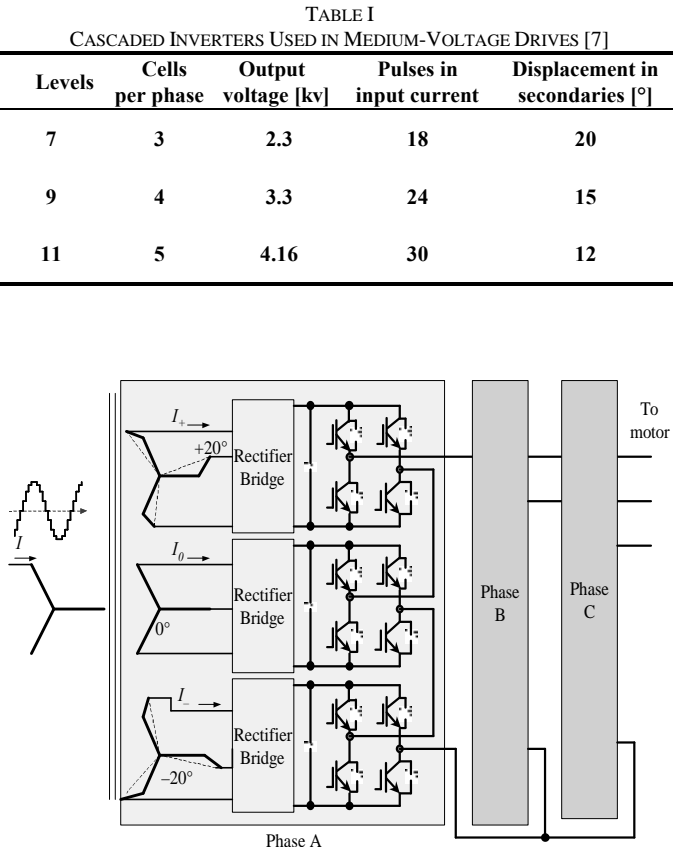 TABLE I
CASCADED INVERTERS USED IN MEDIUM-VOLTAGE DRIVES [7]
Levels Cells per phase Output voltage [kv] Pulses in input current Displacement in secondaries [°]
7 3 2.3 18 20
9 4 3.3 24 15
11 5 4.16 30 12
To motor
I+
+20°
Rectifier Bridge
I
I0
0°
Rectifier Bridge
Phase B
Phase C
I−
−20°
Rectifier Bridge
Phase A